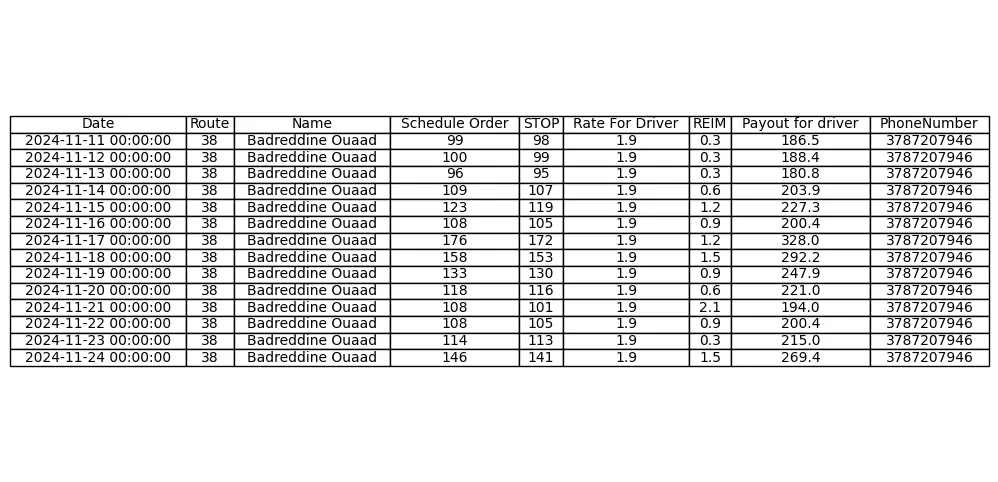 Date Route Name Schedule Order STOP Rate For Driver REIM Payout for driver PhoneNumber
2024-11-11 00:00:00 38 Badreddine Ouaad 99 98 1.9 0.3 186.5 3787207946
2024-11-12 00:00:00 38 Badreddine Ouaad 100 99 1.9 0.3 188.4 3787207946
2024-11-13 00:00:00 38 Badreddine Ouaad 96 95 1.9 0.3 180.8 3787207946
2024-11-14 00:00:00 38 Badreddine Ouaad 109 107 1.9 0.6 203.9 3787207946
2024-11-15 00:00:00 38 Badreddine Ouaad 123 119 1.9 1.2 227.3 3787207946
2024-11-16 00:00:00 38 Badreddine Ouaad 108 105 1.9 0.9 200.4 3787207946
2024-11-17 00:00:00 38 Badreddine Ouaad 176 172 1.9 1.2 328.0 3787207946
2024-11-18 00:00:00 38 Badreddine Ouaad 158 153 1.9 1.5 292.2 3787207946
2024-11-19 00:00:00 38 Badreddine Ouaad 133 130 1.9 0.9 247.9 3787207946
2024-11-20 00:00:00 38 Badreddine Ouaad 118 116 1.9 0.6 221.0 3787207946
2024-11-21 00:00:00 38 Badreddine Ouaad 108 101 1.9 2.1 194.0 3787207946
2024-11-22 00:00:00 38 Badreddine Ouaad 108 105 1.9 0.9 200.4 3787207946
2024-11-23 00:00:00 38 Badreddine Ouaad 114 113 1.9 0.3 215.0 3787207946
2024-11-24 00:00:00 38 Badreddine Ouaad 146 141 1.9 1.5 269.4 3787207946